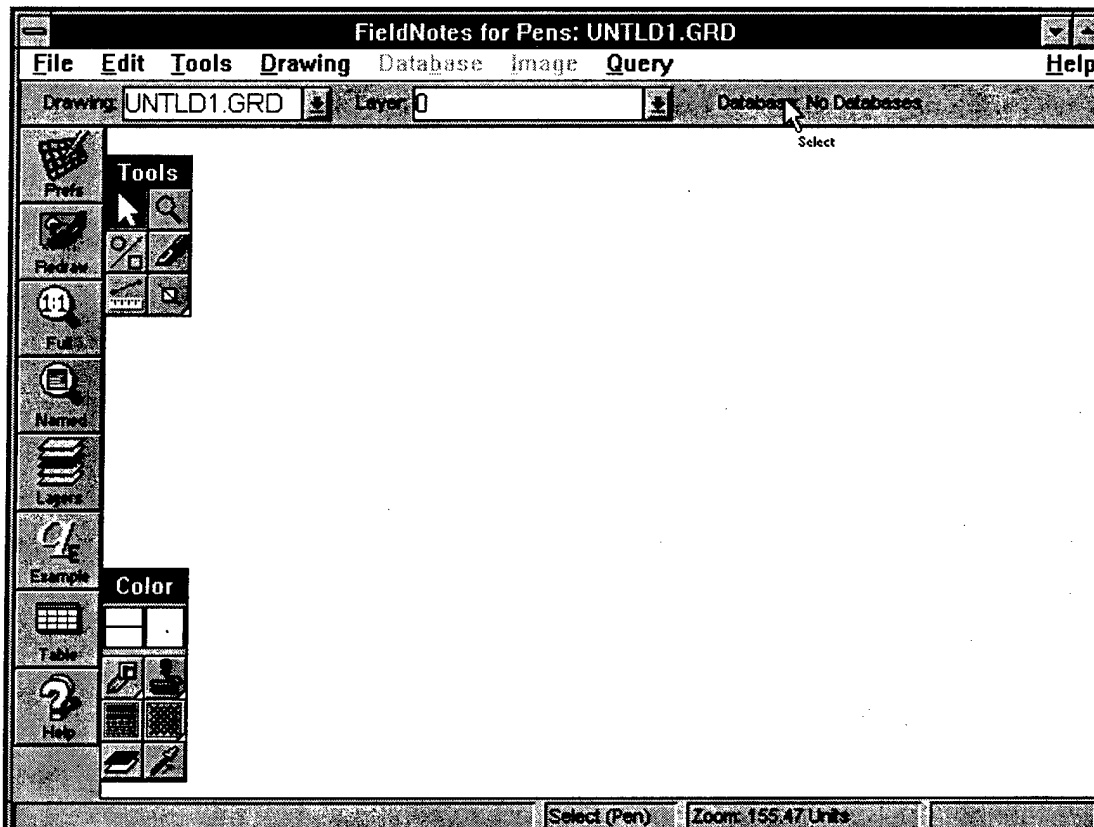 FieldNotes for Pens: UNTLD1.GRD
File Edit Tools Drawing Database Image Query Help
Drawing: UNTLD1.GRD Layer: 0 Database: No Databases
Select
Prefs
Tools
Redraw
1:1
Full
Named
Layers
Example
Color
Table
Help
Select (Pen) Zoom: 155.47 Units